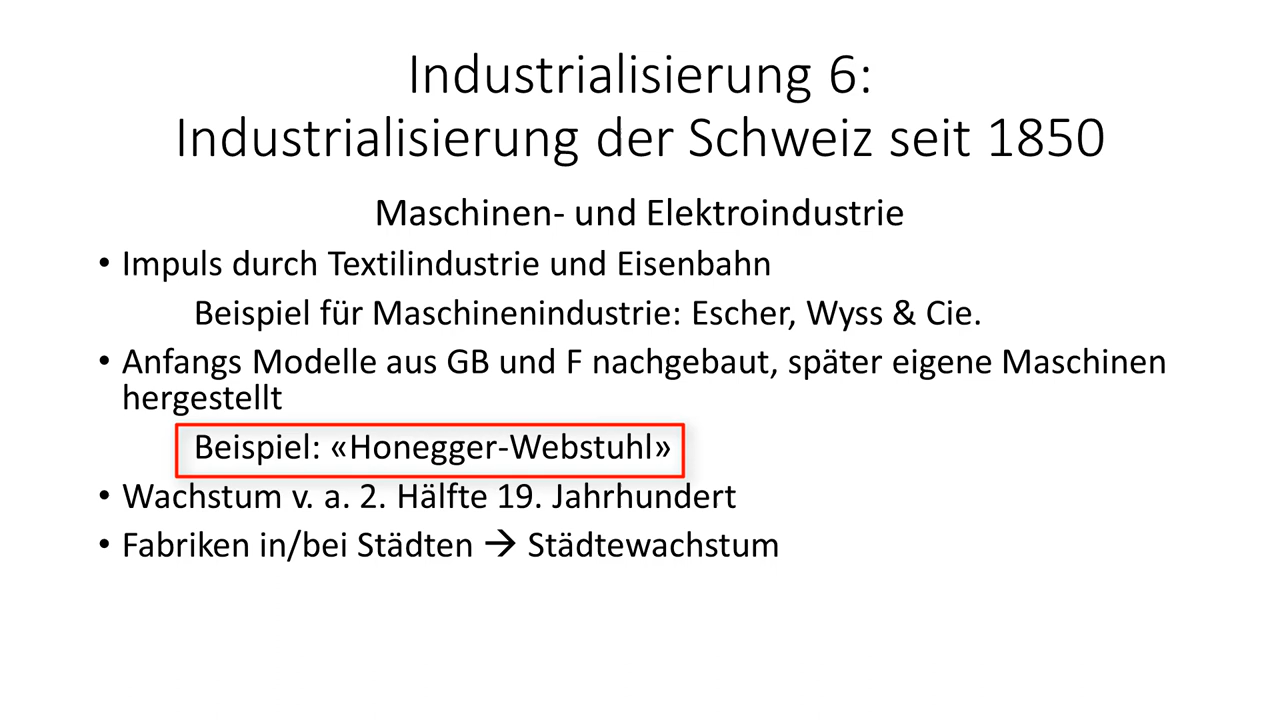 Industrialisierung 6:
Industrialisierung der Schweiz seit 1850
Maschinen- und Elektroindustrie
• Impuls durch Textilindustrie und Eisenbahn
Beispiel für Maschinenindustrie: Escher, Wyss & Cie.
• Anfangs Modelle aus GB und F nachgebaut, später eigene Maschinen
hergestellt
Beispiel: «Honegger-Webstuhl»
• Wachstum v. a. 2. Hälfte 19. Jahrhundert
• Fabriken in/bei Städten → Städtewachstum